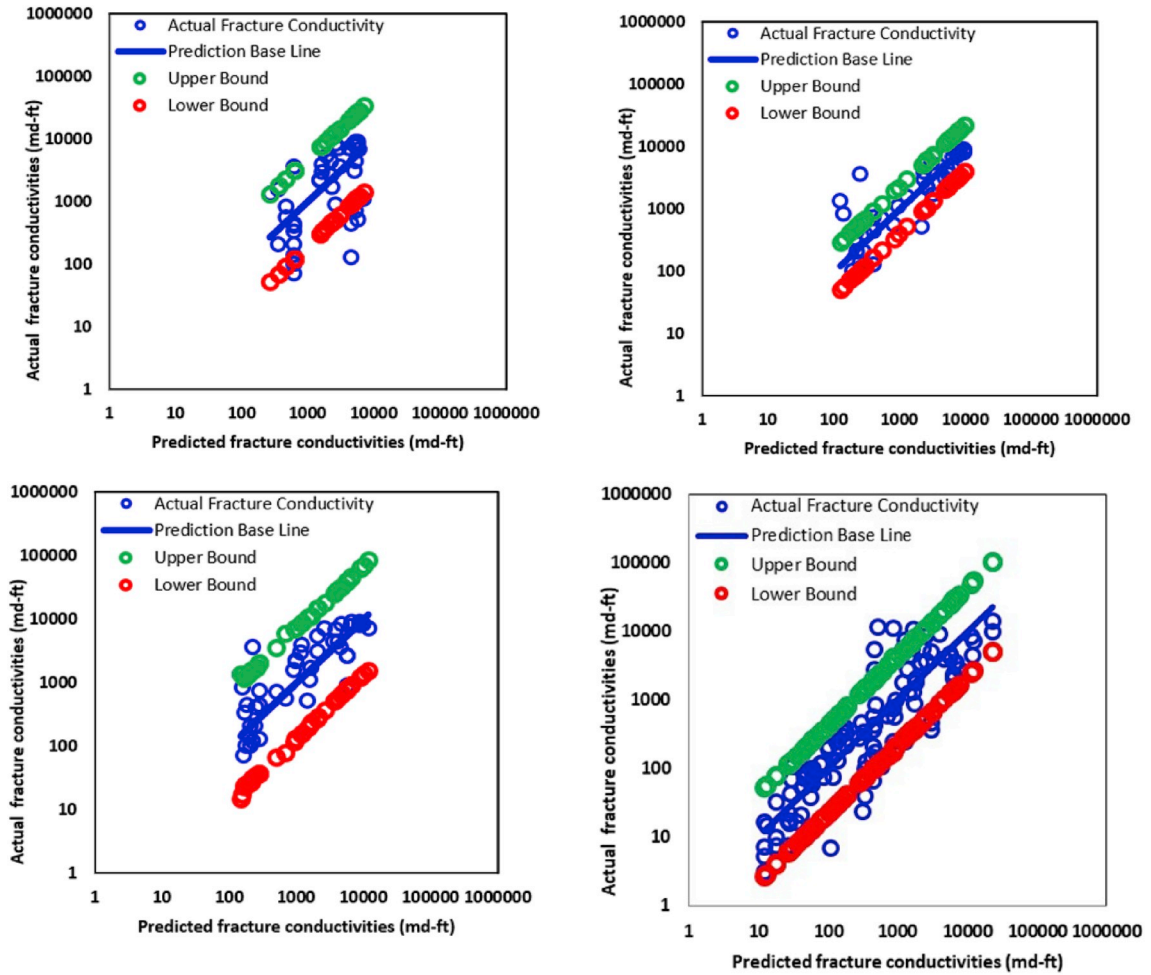 1000000
100000
10000
1000
100
10
1
Actual fracture conductivities (md-ft)
Actual Fracture Conductivity
Prediction Base Line
Upper Bound
Lower Bound
1 10 100 1000 10000 100000 1000000
Predicted fracture conductivities (md-ft)
1000000
100000
10000
1000
100
10
1
Actual fracture conductivities (md-ft)
Actual Fracture Conductivity
Prediction Base Line
Upper Bound
Lower Bound
1 10 100 1000 10000 100000 1000000
Predicted fracture conductivities (md-ft)
1000000
100000
10000
1000
100
10
1
Actual fracture conductivities (md-ft)
Actual Fracture Conductivity
Prediction Base Line
Upper Bound
Lower Bound
1 10 100 1000 10000 100000 1000000
Predicted fracture conductivities (md-ft)
1000000
100000
10000
1000
100
10
1
Actual fracture conductivities (md-ft)
Actual Fracture Conductivity
Prediction Base Line
Upper Bound
Lower Bound
1 10 100 1000 10000 100000 1000000
Predicted fracture conductivities (md-ft)